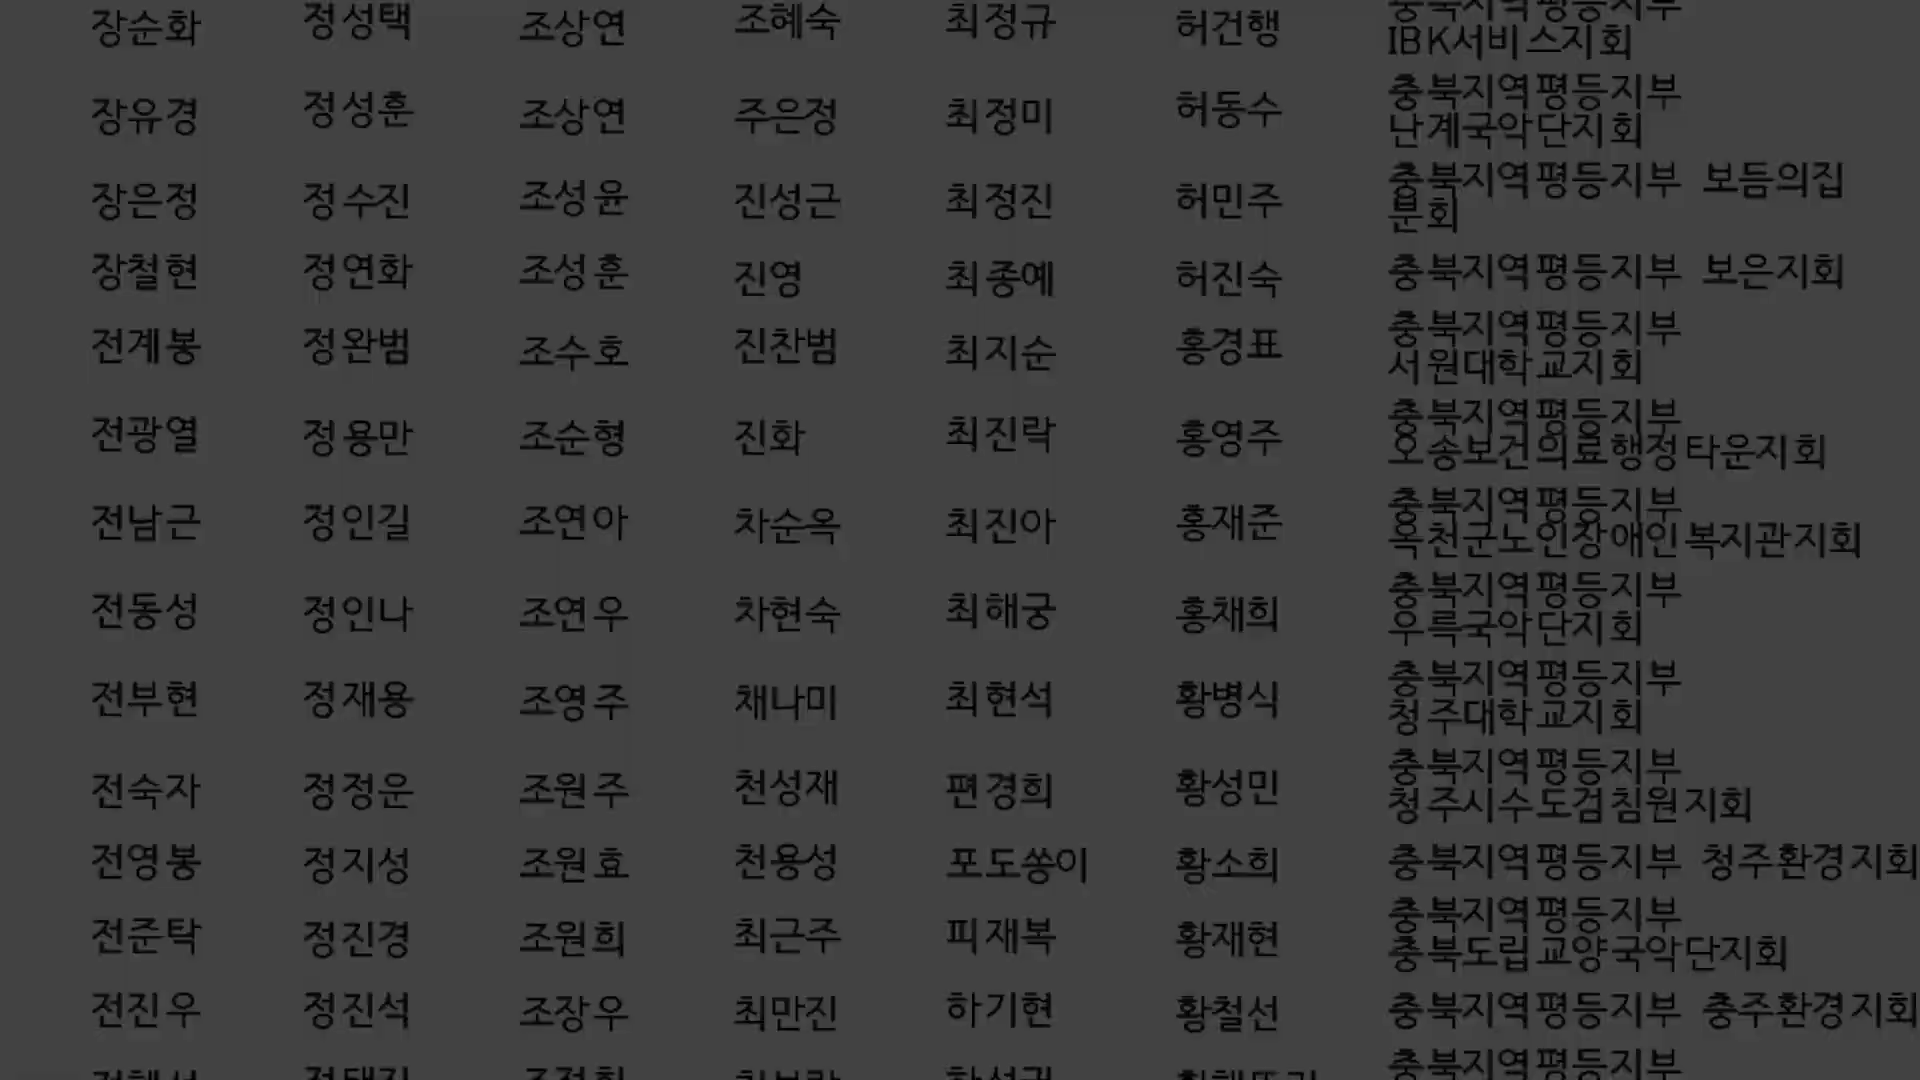 장순화 정성택 조상연 조혜숙 최정규 허건행 충북지역평등지부
IBK서비스지회
장유경 정성훈 조상연 주은정 최정미 허동수 충북지역평등지부
난계국악단지회
장은정 정수진 조성윤 진성근 최정진 허민주 충북지역평등지부 보듬의집
분회
장철현 정연화 조성훈 진영 최종예 허진숙 충북지역평등지부 보은지회
전계봉 정완범 조수호 진찬범 최지순 홍경표 충북지역평등지부
서원대학교지회
전광열 정용만 조순형 진화 최진락 홍영주 충북지역평등지부
오송보건의료행정타운지회
전남근 정인길 조연아 차순옥 최진아 홍재준 충북지역평등지부
옥천군노인장애인복지관지회
전동성 정인나 조연우 차현숙 최해궁 홍채희 충북지역평등지부
우륵국악단지회
전부현 정재용 조영주 채나미 최현석 황병식 충북지역평등지부
청주대학교지회
전숙자 정정운 조원주 천성재 편경희 황성민 충북지역평등지부
청주시수도검침원지회
전영봉 정지성 조원효 천용성 포도쏭이 황소희 충북지역평등지부 청주환경지회
전준탁 정진경 조원희 최근주 피재복 황재현 충북지역평등지부
충북도립교양국악단지회
전진우 정진석 조장우 최만진 하기현 황철선 충북지역평등지부 충주환경지회
충북지역평등지부